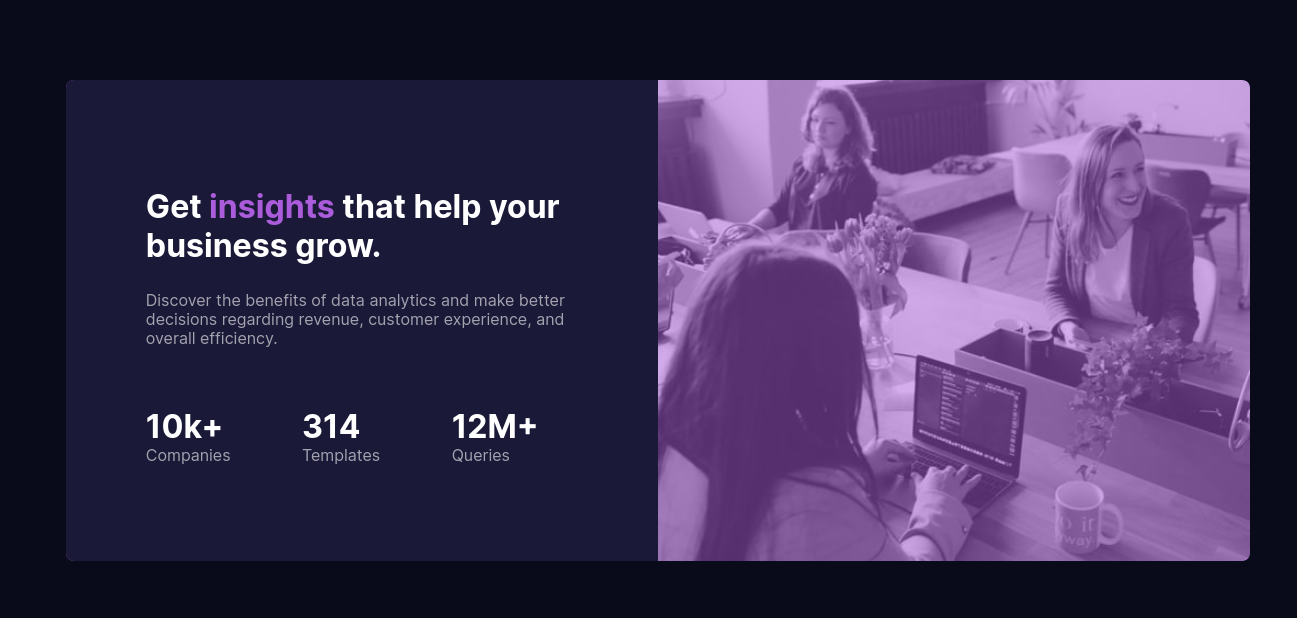 Get insights that help your
business grow.
Discover the benefits of data analytics and make better
decisions regarding revenue, customer experience, and
overall efficiency.
10k+ 314 12M+
Companies Templates Queries